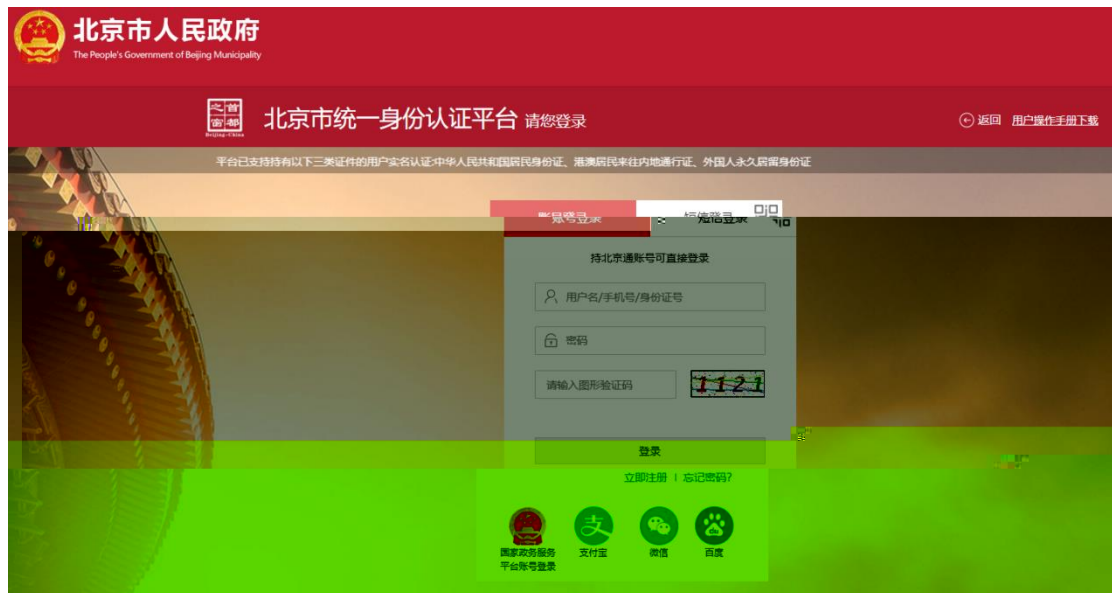 北京市人民政府
The People's Government of Beijing Municipality
首都之窗
Beijing-China
北京市统一身份认证平台 请您登录
返回 用户操作手册下载
平台已支持持有以下三类证件的用户实名认证:中华人民共和国居民身份证、港澳居民来往内地通行证、外国人永久居留身份证
账号登录 短信登录
持北京通账号可直接登录
用户名/手机号/身份证号
密码
请输入图形验证码 1121
登录
立即注册 | 忘记密码?
国家政务服务
平台账号登录
支付宝
微信
百度